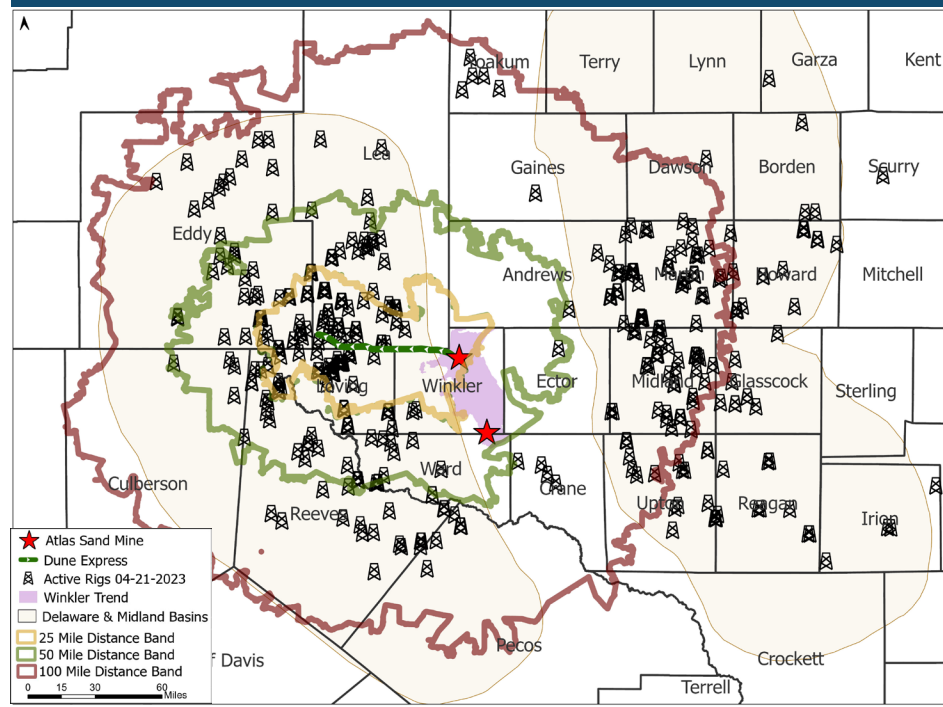 Yoakum
Terry
Lynn
Garza
Kent
Lea
Gaines
Dawson
Borden
Scurry
Eddy
Andrews
Martin
Howard
Mitchell
Loving
Winkler
Ector
Midland
Glasscock
Sterling
Culberson
Ward
Crane
Reeves
Upton
Reagan
Irion
Pecos
f Davis
Crockett
Terrell
Atlas Sand Mine
Dune Express
Active Rigs 04-21-2023
Winkler Trend
Delaware & Midland Basins
25 Mile Distance Band
50 Mile Distance Band
100 Mile Distance Band
0 15 30 60
Miles